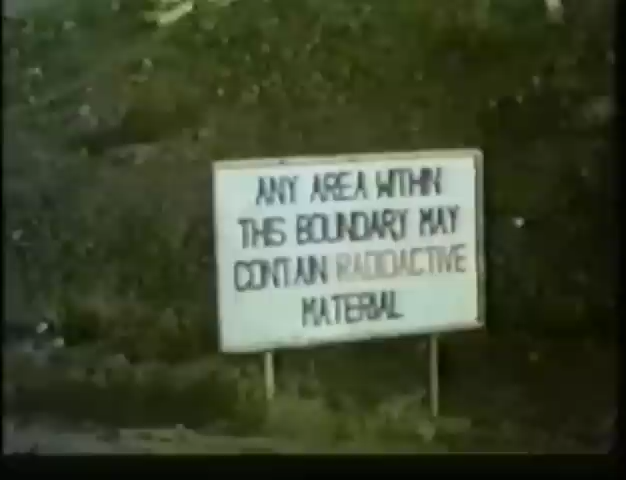 ANY AREA WITHIN
THIS BOUNDARY MAY
CONTAIN RADIOACTIVE
MATERIAL